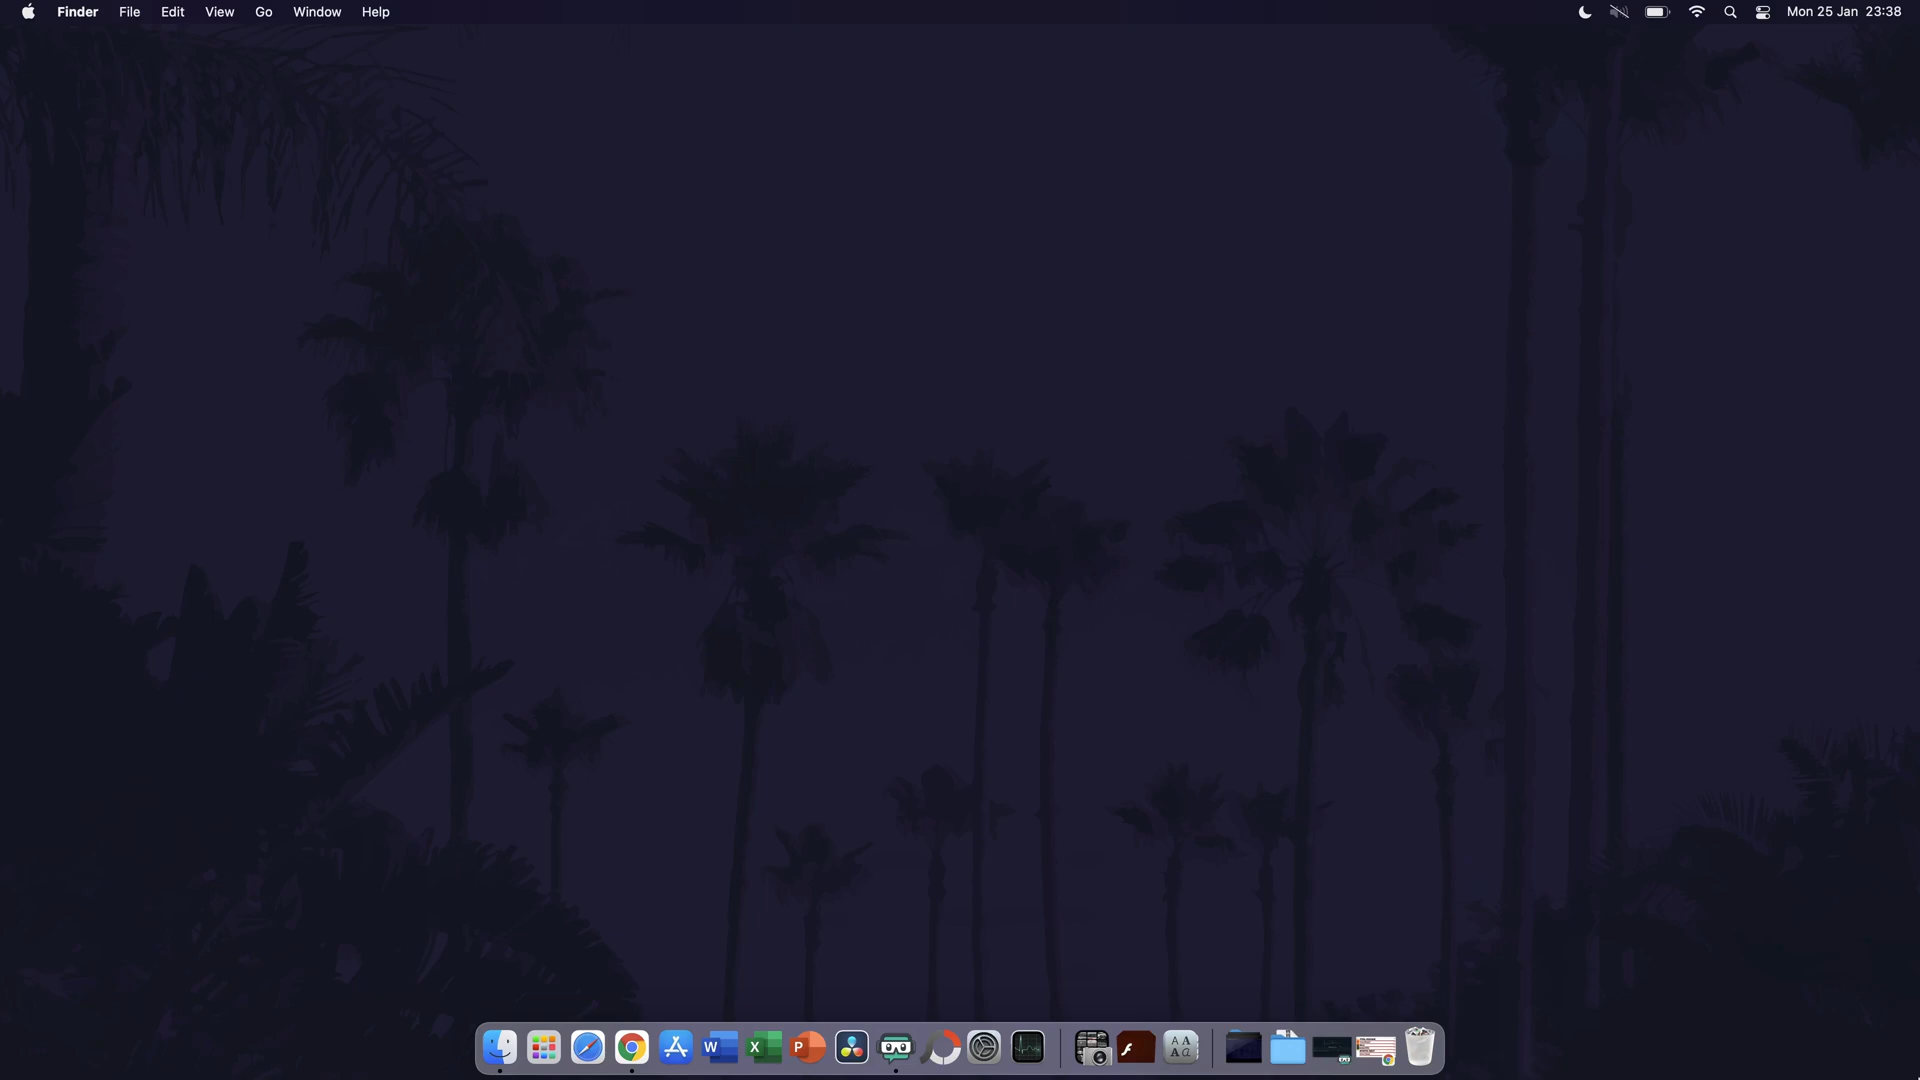 Finder File Edit View Go Window Help Mon 25 Jan 23:38
W X P A A A a